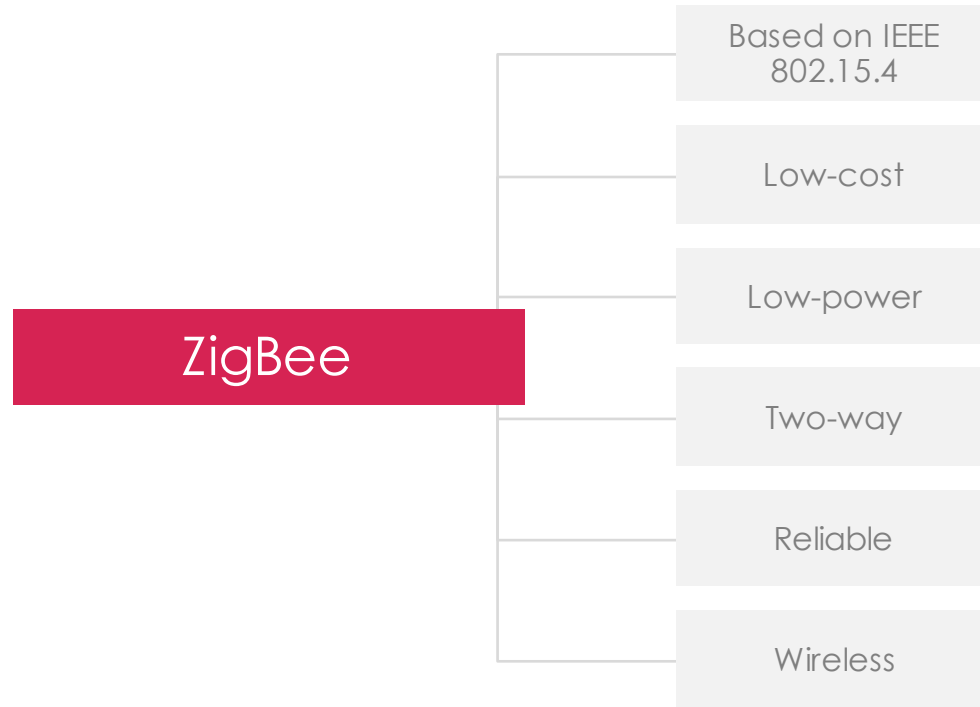 ZigBee
Based on IEEE
802.15.4
Low-cost
Low-power
Two-way
Reliable
Wireless